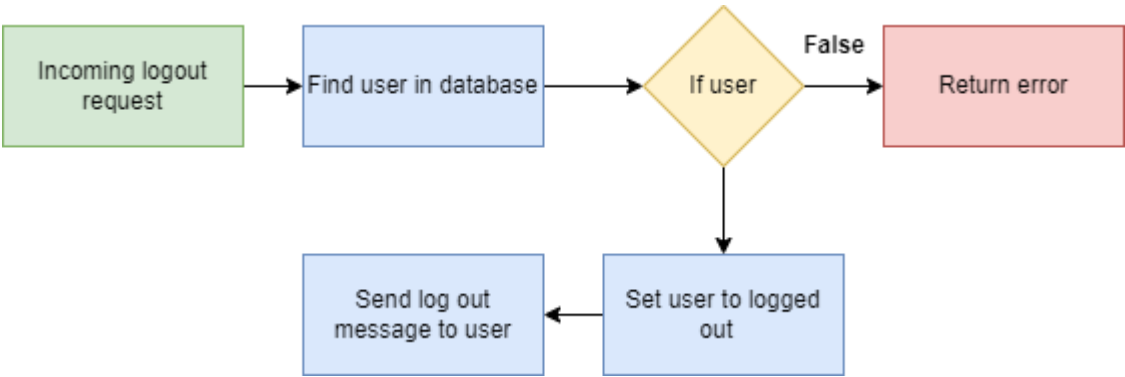 Incoming logout
request
Find user in database
If user
False
Return error
Set user to logged
out
Send log out
message to user